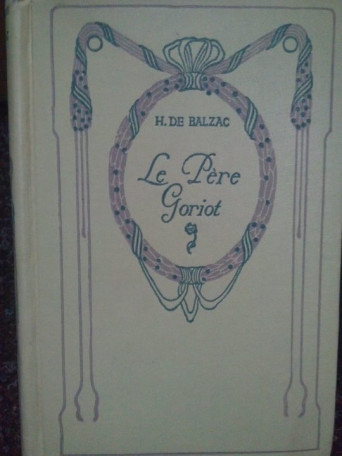 H. DE BALZAC
Le Père
Goriot